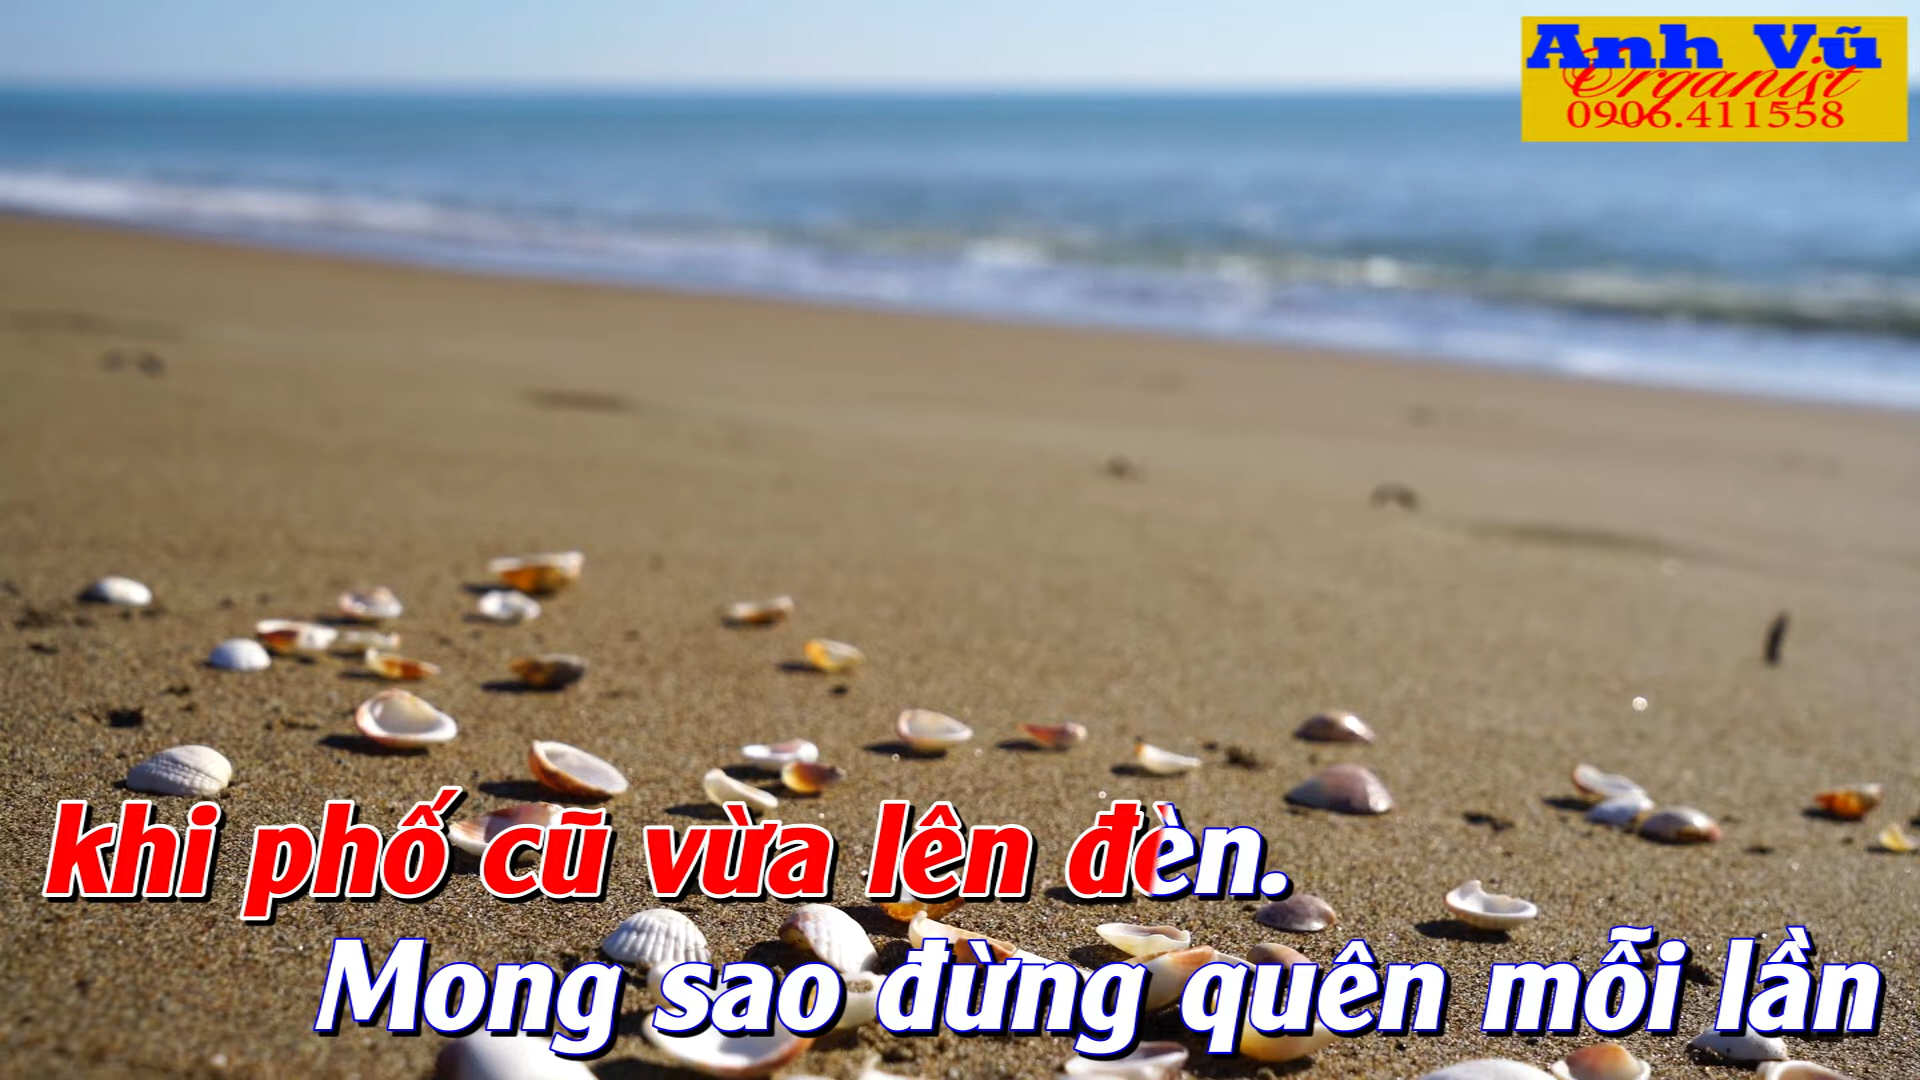 Anh Vũ
Organist
0906.411558
khi phố cũ vừa lên đèn.
Mong sao đừng quên mỗi lần